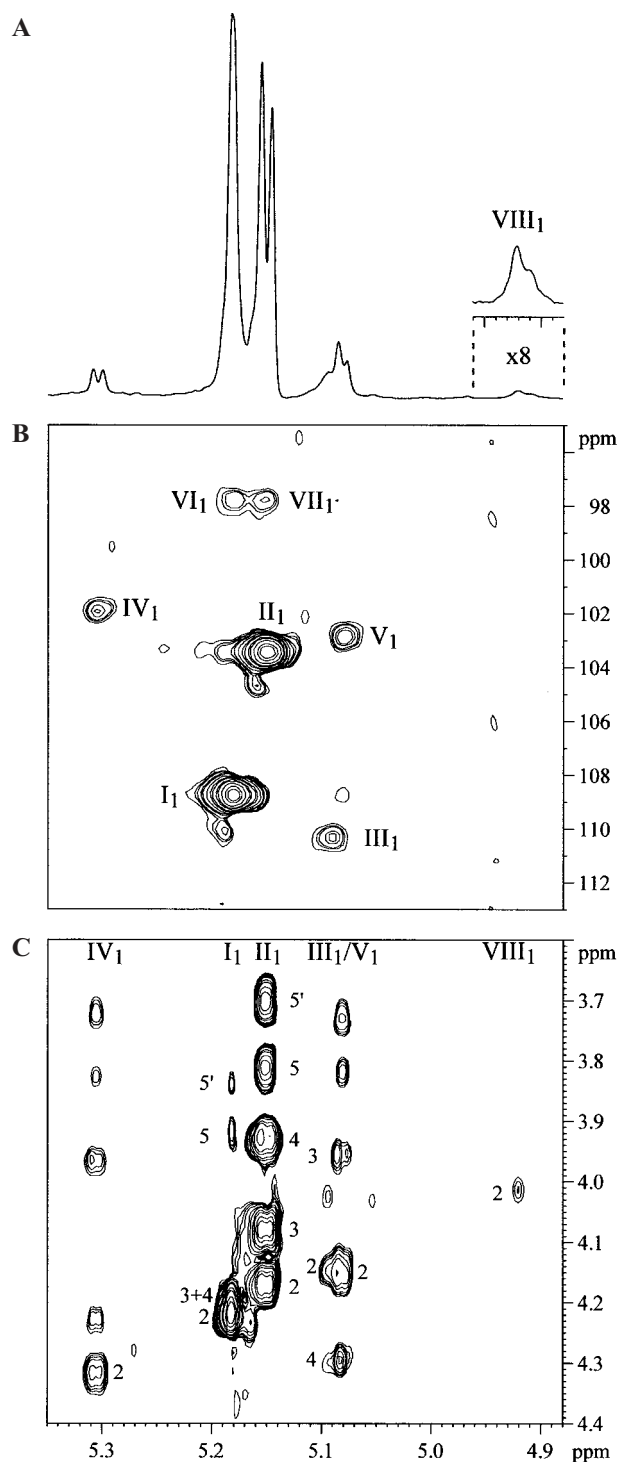 A
VIII1
x8
B
ppm
VI1 VII1
98
IV1
100
II1
V1
102
104
106
I1
108
III1
110
112
C
IV1 I1 II1 III1/V1 VIII1
ppm
5'
3.7
5' 5
3.8
5 4 3
3.9
2
4.0
3
4.1
3+4 2 2
2 2
4.2
2 4
4.3
4.4
5.3 5.2 5.1 5.0 4.9 ppm